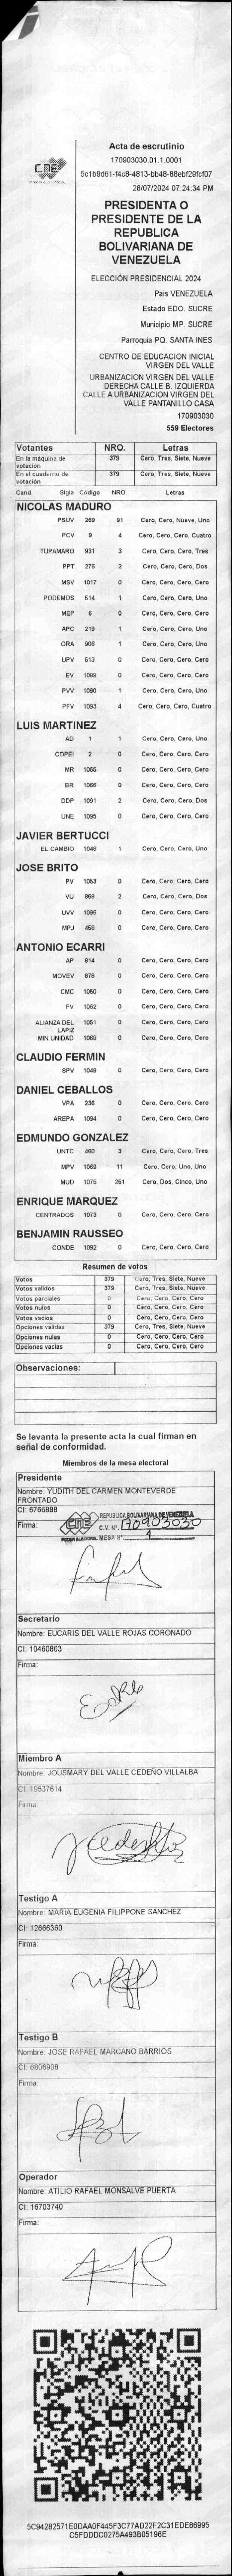 CNE
Acta de escrutinio
170903030.01.1.0001
5c1b9d61-f4c8-4813-bb48-88ebf29fcf07
28/07/2024 07:24:34 PM
PRESIDENTA O
PRESIDENTE DE LA
REPUBLICA
BOLIVARIANA DE
VENEZUELA
ELECCIÓN PRESIDENCIAL 2024
País VENEZUELA
Estado EDO. SUCRE
Municipio MP. SUCRE
Parroquia PQ. SANTA INES
CENTRO DE EDUCACION INICIAL
VIRGEN DEL VALLE
URBANIZACION VIRGEN DEL VALLE
DERECHA CALLE B. IZQUIERDA
CALLE A URBANIZACION VIRGEN DEL
VALLE PANTANILLO CASA
170903030
559 Electores
Votantes NRO. Letras
En la máquina de votación 379 Cero, Tres, Siete, Nueve
En el cuaderno de votación 379 Cero, Tres, Siete, Nueve
Cand. Sigla Código NRO. Letras
NICOLAS MADURO
PSUV 269 91 Cero, Cero, Nueve, Uno
PCV 9 4 Cero, Cero, Cero, Cuatro
TUPAMARO 931 3 Cero, Cero, Cero, Tres
PPT 276 2 Cero, Cero, Cero, Dos
MSV 1017 0 Cero, Cero, Cero, Cero
PODEMOS 514 1 Cero, Cero, Cero, Uno
MEP 6 0 Cero, Cero, Cero, Cero
APC 219 1 Cero, Cero, Cero, Uno
ORA 906 1 Cero, Cero, Cero, Uno
UPV 513 0 Cero, Cero, Cero, Cero
EV 1099 0 Cero, Cero, Cero, Cero
PVV 1090 1 Cero, Cero, Cero, Uno
PFV 1093 4 Cero, Cero, Cero, Cuatro
LUIS MARTINEZ
AD 1 1 Cero, Cero, Cero, Uno
COPEI 2 0 Cero, Cero, Cero, Cero
MR 1065 0 Cero, Cero, Cero, Cero
BR 1066 0 Cero, Cero, Cero, Cero
DDP 1091 2 Cero, Cero, Cero, Dos
UNE 1095 0 Cero, Cero, Cero, Cero
JAVIER BERTUCCI
EL CAMBIO 1048 1 Cero, Cero, Cero, Uno
JOSE BRITO
PV 1053 0 Cero, Cero, Cero, Cero
VU 869 2 Cero, Cero, Cero, Dos
UVV 1096 0 Cero, Cero, Cero, Cero
MPJ 458 0 Cero, Cero, Cero, Cero
ANTONIO ECARRI
AP 814 0 Cero, Cero, Cero, Cero
MOVEV 878 0 Cero, Cero, Cero, Cero
CMC 1050 0 Cero, Cero, Cero, Cero
FV 1062 0 Cero, Cero, Cero, Cero
ALIANZA DEL LAPIZ 1051 0 Cero, Cero, Cero, Cero
MIN UNIDAD 1069 0 Cero, Cero, Cero, Cero
CLAUDIO FERMIN
SPV 1049 0 Cero, Cero, Cero, Cero
DANIEL CEBALLOS
VPA 236 0 Cero, Cero, Cero, Cero
AREPA 1094 0 Cero, Cero, Cero, Cero
EDMUNDO GONZALEZ
UNTC 460 3 Cero, Cero, Cero, Tres
MPV 1069 11 Cero, Cero, Uno, Uno
MUD 1075 251 Cero, Dos, Cinco, Uno
ENRIQUE MARQUEZ
CENTRADOS 1073 0 Cero, Cero, Cero, Cero
BENJAMIN RAUSSEO
CONDE 1092 0 Cero, Cero, Cero, Cero
Resumen de votos
Votos 379 Cero, Tres, Siete, Nueve
Votos validos 379 Cero, Tres, Siete, Nueve
Votos parciales 0 Cero, Cero, Cero, Cero
Votos nulos 0 Cero, Cero, Cero, Cero
Votos vacios 0 Cero, Cero, Cero, Cero
Opciones válidas 379 Cero, Tres, Siete, Nueve
Opciones nulas 0 Cero, Cero, Cero, Cero
Opciones vacías 0 Cero, Cero, Cero, Cero
Observaciones:
Se levanta la presente acta la cual firman en
señal de conformidad.
Miembros de la mesa electoral
Presidente
Nombre: YUDITH DEL CARMEN MONTEVERDE
FRONTADO
CI: 6766888
Firma:
CNE
PODER ELECTORAL
REPUBLICA BOLIVARIANA DE VENEZUELA
C.V. Nº. 170903030
MESA Nº. 1
Secretario
Nombre: EUCARIS DEL VALLE ROJAS CORONADO
CI: 10460803
Firma:
Miembro A
Nombre: JOUSMARY DEL VALLE CEDEÑO VILLALBA
CI: 19537614
Firma:
Testigo A
Nombre: MARIA EUGENIA FILIPPONE SANCHEZ
CI: 12666360
Firma:
Testigo B
Nombre: JOSE RAFAEL MARCANO BARRIOS
CI: 6606908
Firma:
Operador
Nombre: ATILIO RAFAEL MONSALVE PUERTA
CI: 16703740
Firma:
5C94282571E0DAA0F445F3C77AD22F2C31EDE86995
C5FDDDC0275A493B05196E